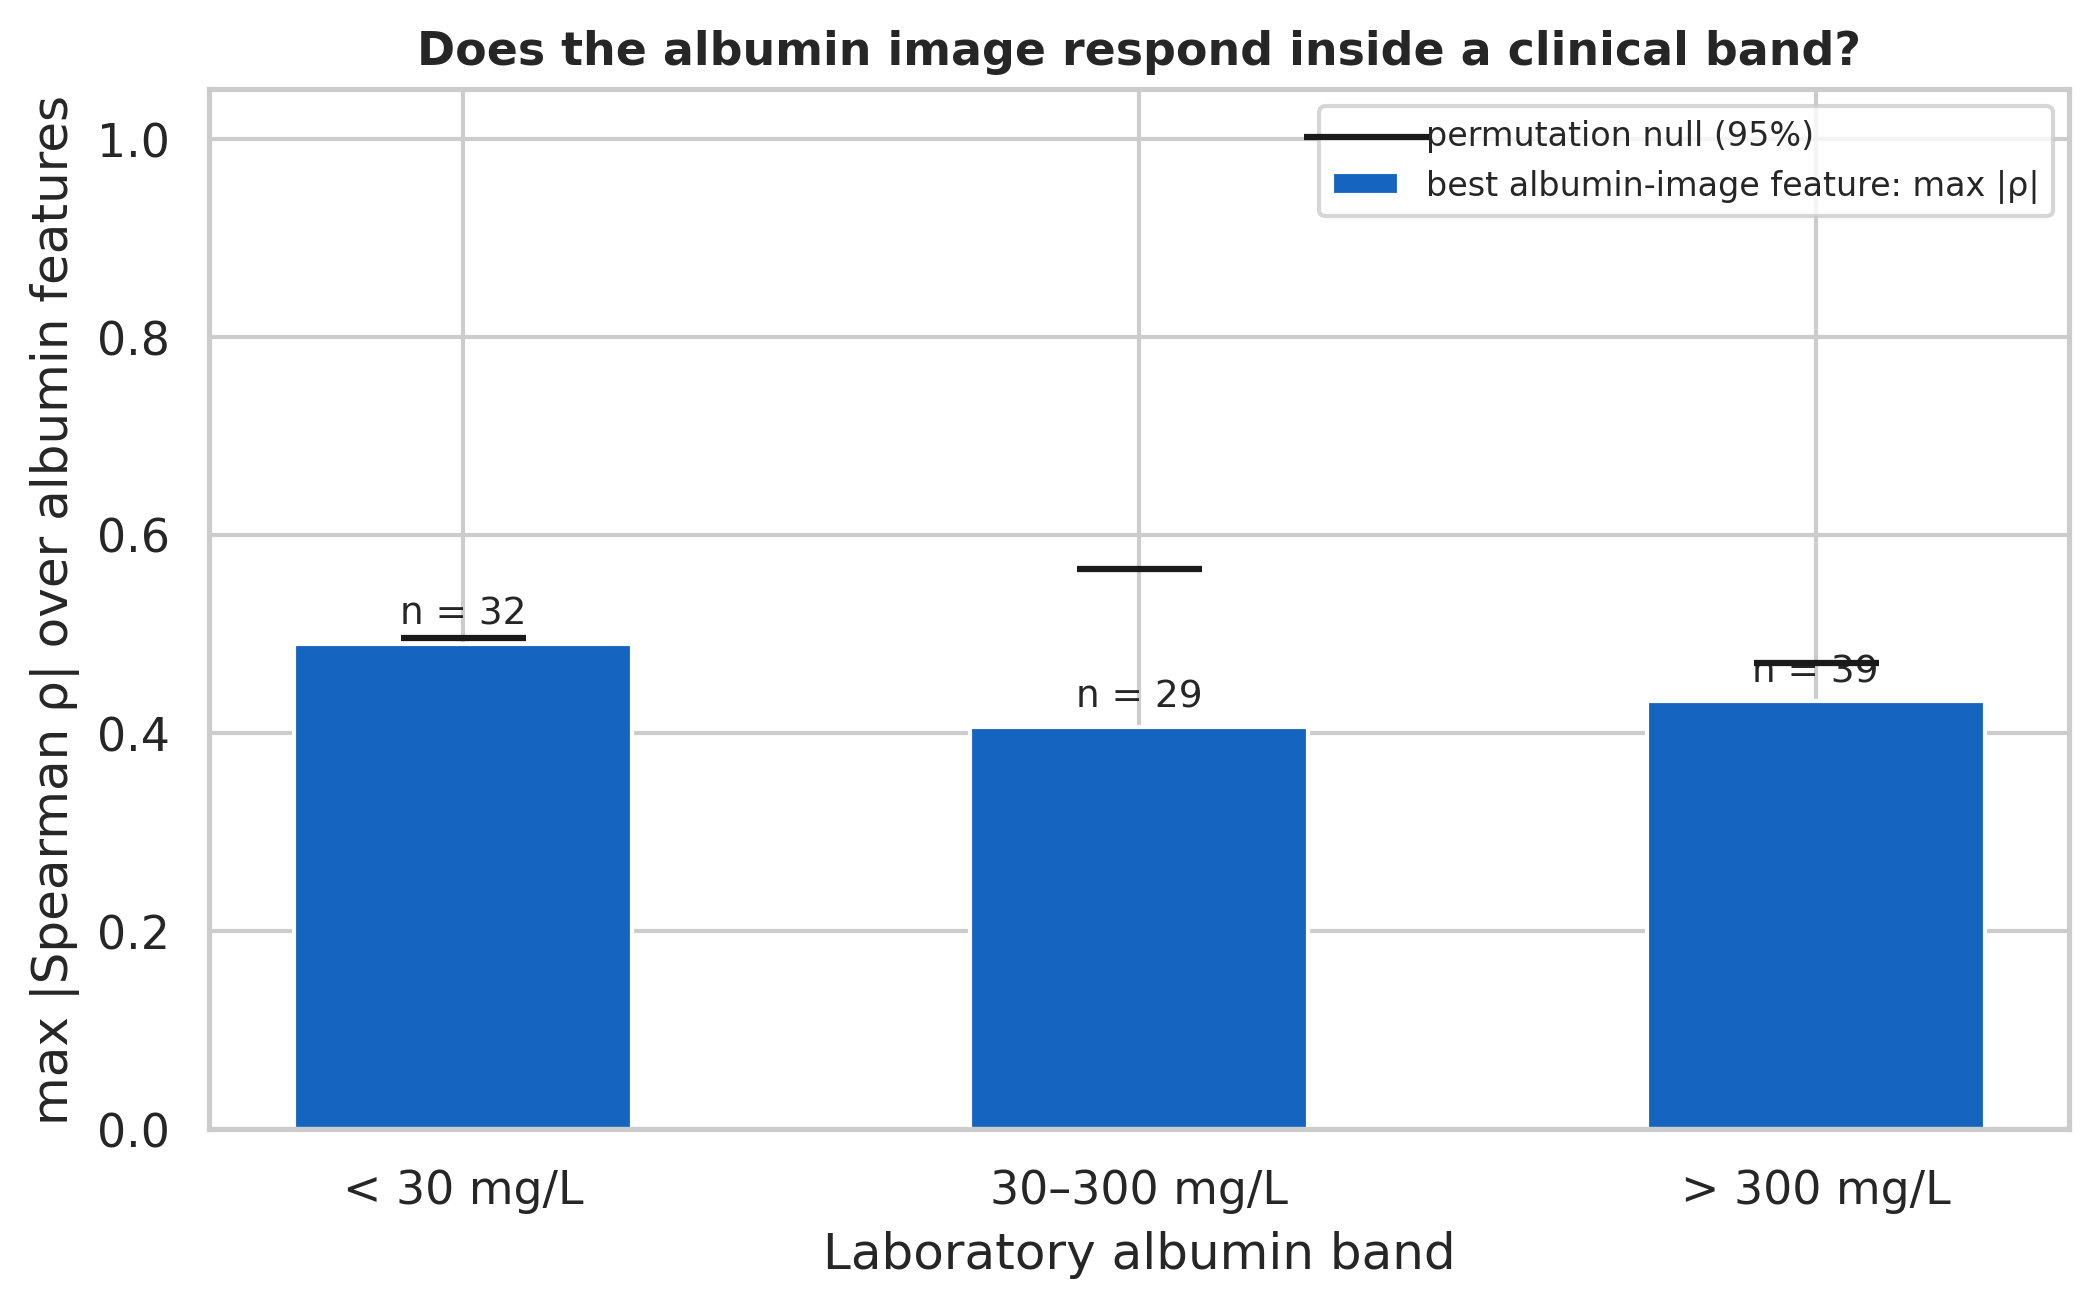 Does the albumin image respond inside a clinical band?
permutation null (95%)
best albumin-image feature: max |ρ|
max |Spearman ρ| over albumin features
1.0
0.8
0.6
0.4
0.2
0.0
n = 32
n = 29
n = 39
< 30 mg/L
30–300 mg/L
> 300 mg/L
Laboratory albumin band